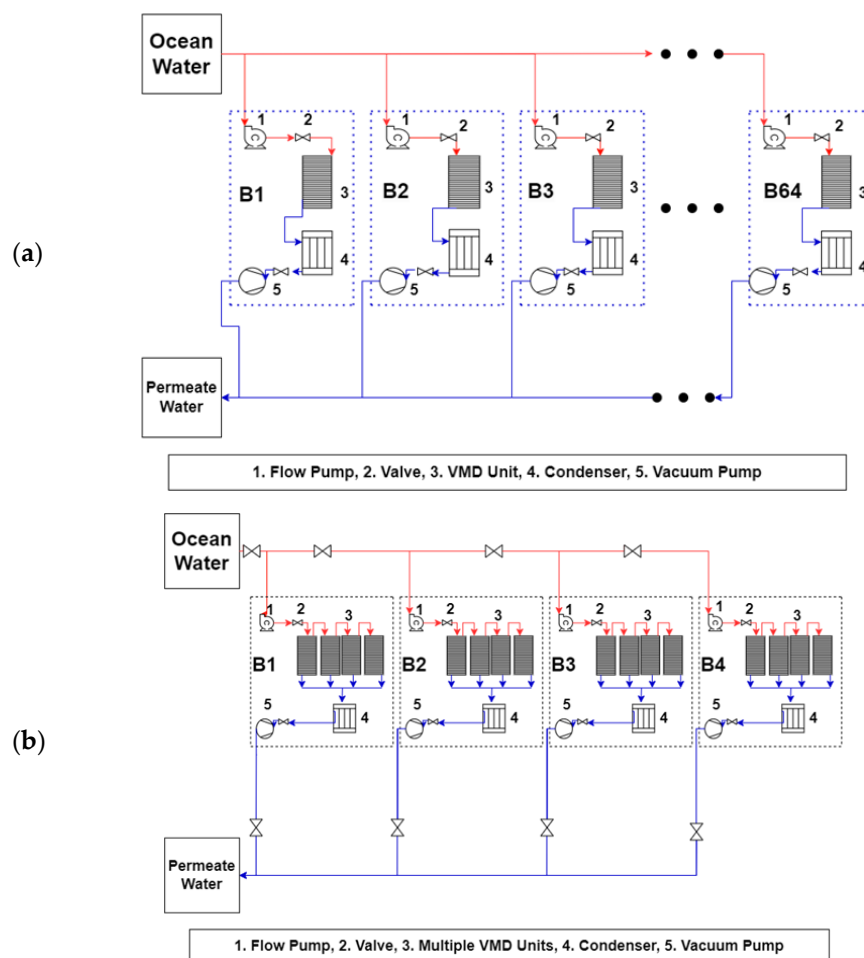 Ocean
Water
1 2
1 2
1 2
1 2
B1
3
B2
3
B3
3
B64
3
(a)
4
4
4
4
5
5
5
5
Permeate
Water
1. Flow Pump, 2. Valve, 3. VMD Unit, 4. Condenser, 5. Vacuum Pump
Ocean
Water
1 2 3
1 2 3
1 2 3
1 2 3
B1
B2
B3
B4
5
4
5
4
5
4
5
4
(b)
Permeate
Water
1. Flow Pump, 2. Valve, 3. Multiple VMD Units, 4. Condenser, 5. Vacuum Pump